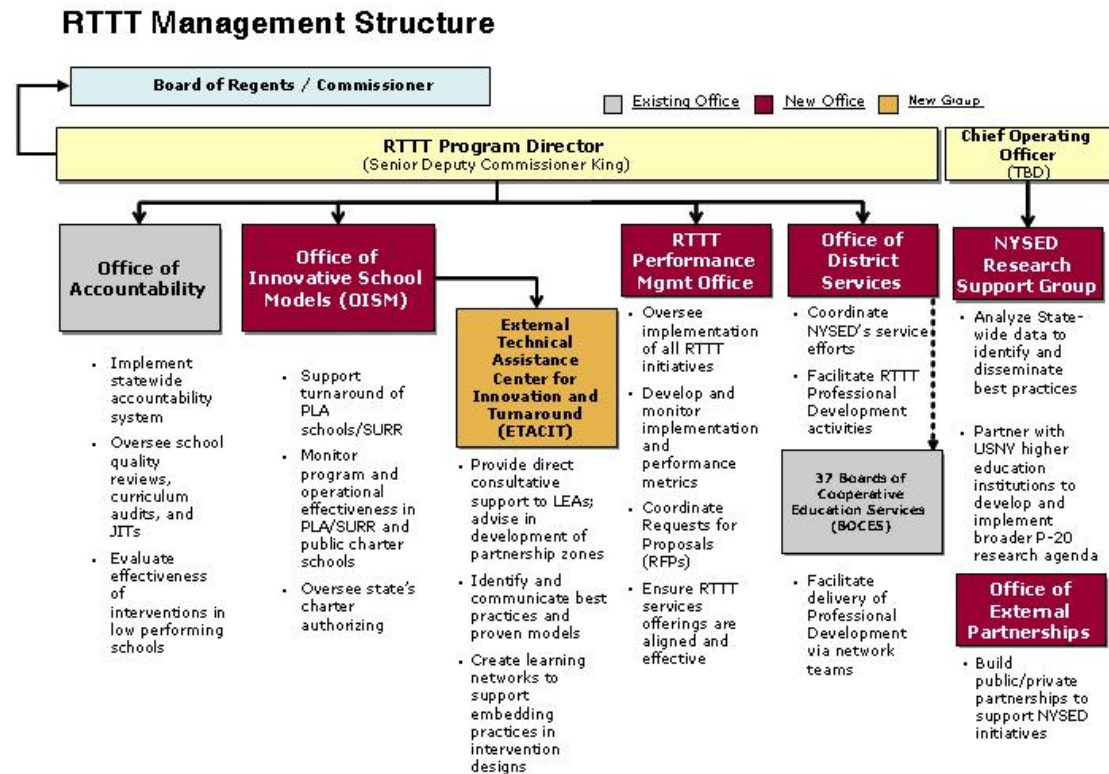 RTTT Management Structure
Board of Regents / Commissioner
Existing Office
New Office
New Group
RTTT Program Director
(Senior Deputy Commissioner King)
Chief Operating
Officer
(TBD)
Office of
Accountability
• Implement
statewide
accountability
system
• Oversee school
quality
reviews,
curriculum
audits, and
JITs
• Evaluate
effectiveness
of
interventions in
low performing
schools
Office of
Innovative School
Models (OISM)
• Support
turnaround of
PLA
schools/SURR
• Monitor
program and
operational
effectiveness in
PLA/SURR and
public charter
schools
• Oversee state's
charter
authorizing
External
Technical
Assistance
Center for
Innovation and
Turnaround
(ETACIT)
• Provide direct
consultative
support to LEAs;
advise in
development of
partnership zones
• Identify and
communicate best
practices and
proven models
• Create learning
networks to
support
embedding
practices in
intervention
designs
RTTT
Performance
Mgmt Office
• Oversee
implementation
of all RTTT
initiatives
• Develop and
monitor
implementation
and
performance
metrics
• Coordinate
Requests for
Proposals
(RFPs)
• Ensure RTTT
services
offerings are
aligned and
effective
Office of
District
Services
• Coordinate
NYSED's service
efforts
• Facilitate RTTT
Professional
Development
activities
37 Boards of
Cooperative
Education Services
(BOCES)
• Facilitate
delivery of
Professional
Development
via network
teams
NYSED
Research
Support Group
• Analyze State-
wide data to
identify and
disseminate
best practices
• Partner with
USNY higher
education
institutions to
develop and
implement
broader P-20
research agenda
Office of
External
Partnerships
• Build
public/private
partnerships to
support NYSED
initiatives